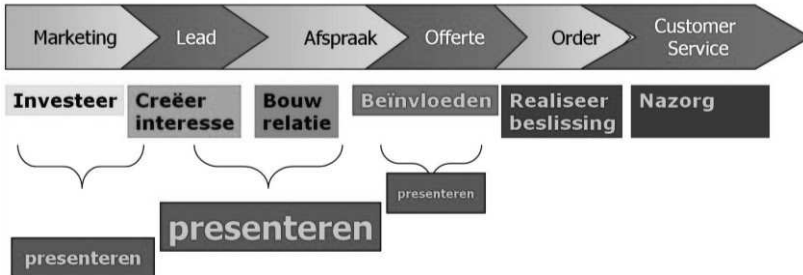 Marketing
Lead
Afspraak
Offerte
Order
Customer
Service
Investeer
Creëer
interesse
Bouw
relatie
Beïnvloeden
Realiseer
beslissing
Nazorg
presenteren
presenteren
presenteren